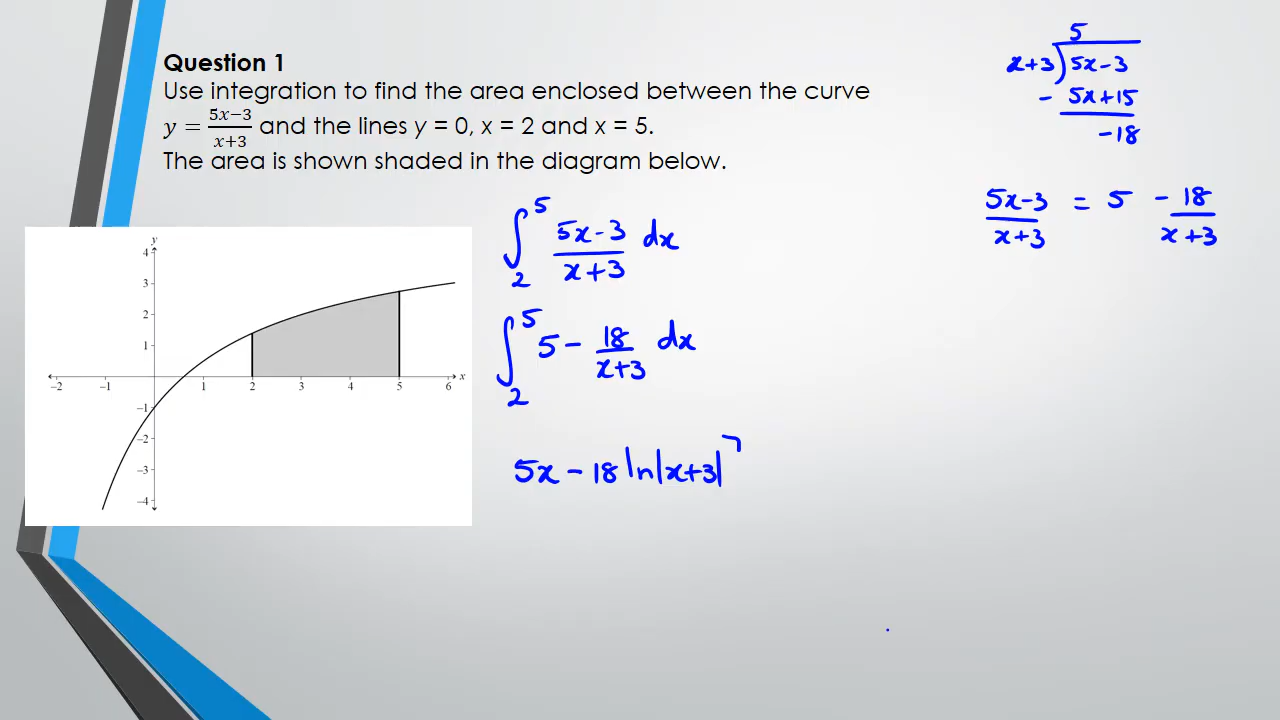 Question 1
Use integration to find the area enclosed between the curve
y = (5x−3)/(x+3) and the lines y = 0, x = 2 and x = 5.
The area is shown shaded in the diagram below.
5
x+3 ) 5x − 3
− 5x + 15
−18
(5x−3)/(x+3) = 5 − 18/(x+3)
∫₂⁵ (5x−3)/(x+3) dx
∫₂⁵ 5 − 18/(x+3) dx
5x − 18 ln|x+3| ]
y
4
3
2
1
−2 −1 1 2 3 4 5 6 x
−1
−2
−3
−4